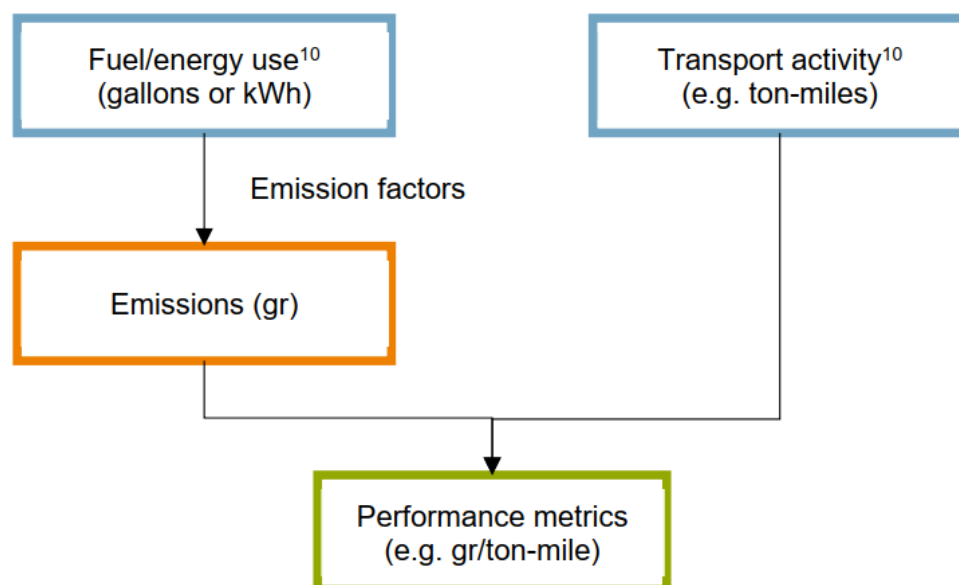 Fuel/energy use¹⁰
(gallons or kWh)
Transport activity¹⁰
(e.g. ton-miles)
Emission factors
Emissions (gr)
Performance metrics
(e.g. gr/ton-mile)